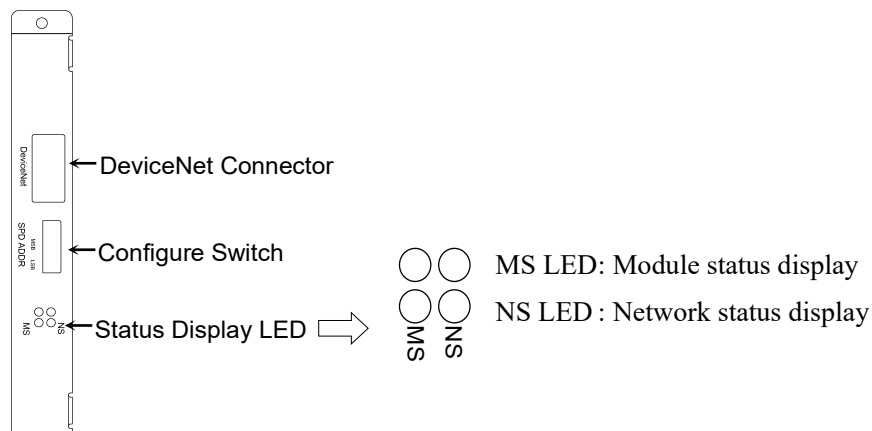 DeviceNet
DeviceNet Connector
SPD ADDR
MSB LSB
Configure Switch
MS NS
Status Display LED
MS NS
MS LED: Module status display
NS LED : Network status display